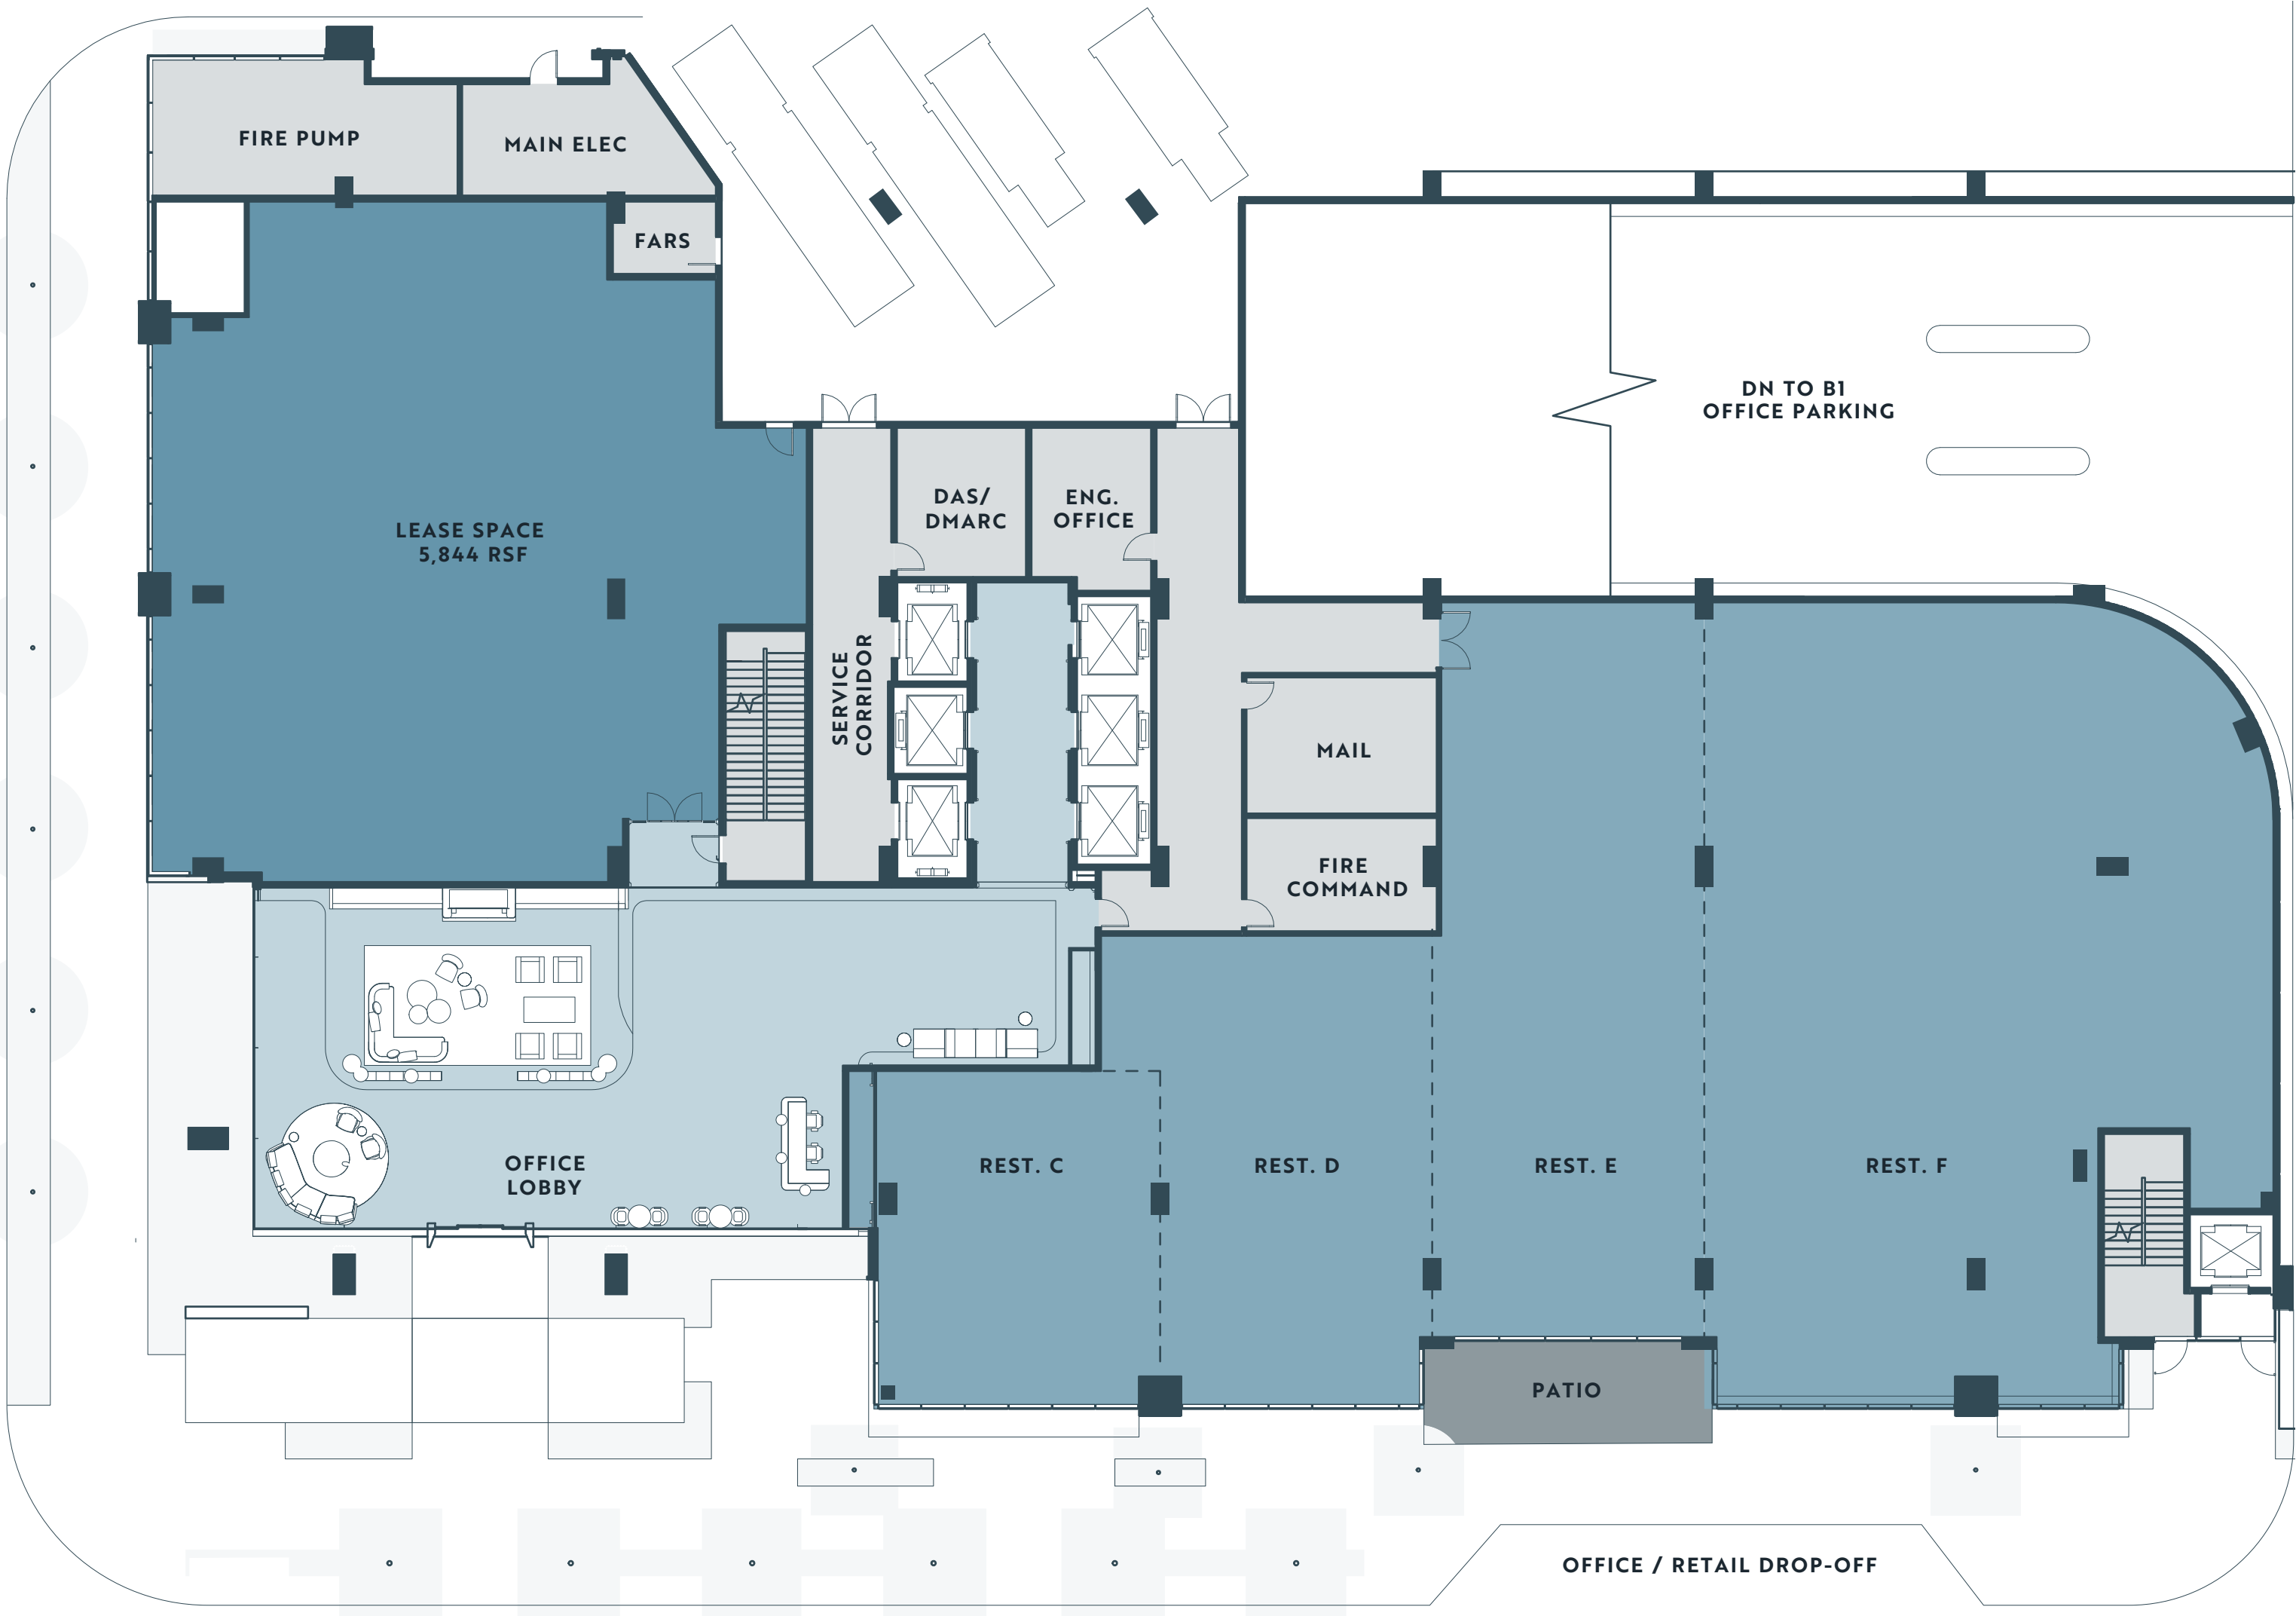 FIRE PUMP
MAIN ELEC
FARS
DN TO B1
OFFICE PARKING
LEASE SPACE
5,844 RSF
DAS/
DMARC
ENG.
OFFICE
SERVICE
CORRIDOR
MAIL
FIRE
COMMAND
OFFICE
LOBBY
REST. C
REST. D
REST. E
REST. F
PATIO
OFFICE / RETAIL DROP-OFF